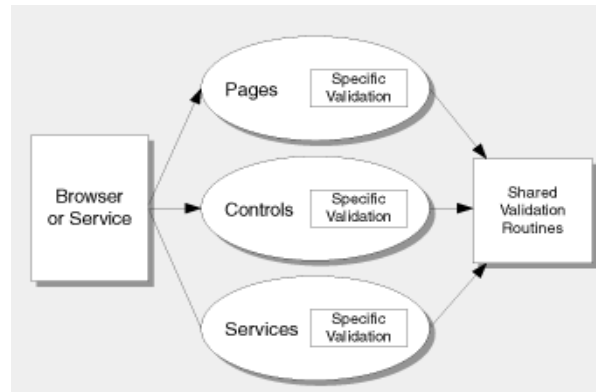 Browser
or Service
Pages
Specific
Validation
Controls
Specific
Validation
Services
Specific
Validation
Shared
Validation
Routines